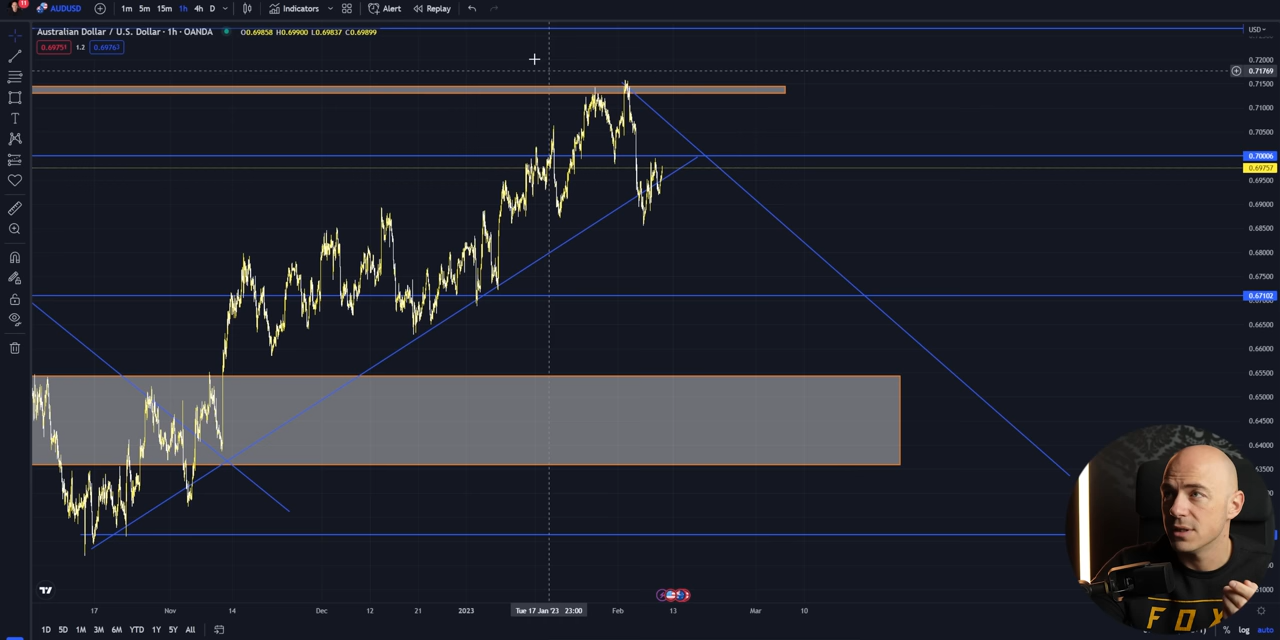 11
AUDUSD 1m 5m 15m 1h 4h D Indicators Alert Replay
Australian Dollar / U.S. Dollar · 1h · OANDA O0.69858 H0.69900 L0.69837 C0.69899
0.69751 1.2 0.69763
USD
0.72000
0.71769
0.71500
0.71000
0.70500
0.70006
0.69757
0.69500
0.69000
0.68500
0.68000
0.67500
0.67102
0.66500
0.66000
0.65500
0.65000
0.64500
0.64000
17 Nov 14 Dec 12 21 2023 Tue 17 Jan '23 23:00 Feb 13 Mar 10
1D 5D 1M 3M 6M YTD 1Y 5Y All % log auto
FOX